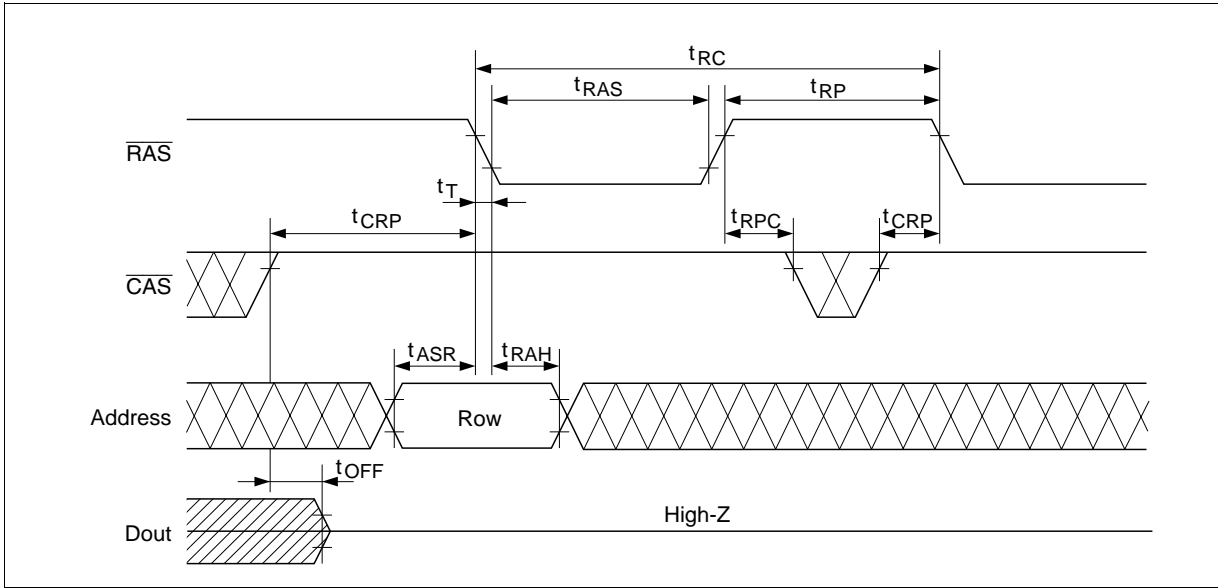 tRC
tRAS
tRP
RAS
tT
tCRP
tRPC
tCRP
CAS
tASR
tRAH
Address
Row
tOFF
High-Z
Dout